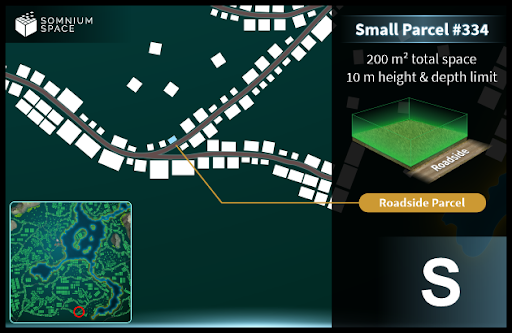 SOMNIUM
SPACE
Small Parcel #334
200 m² total space
10 m height & depth limit
Roadside
Roadside Parcel
S